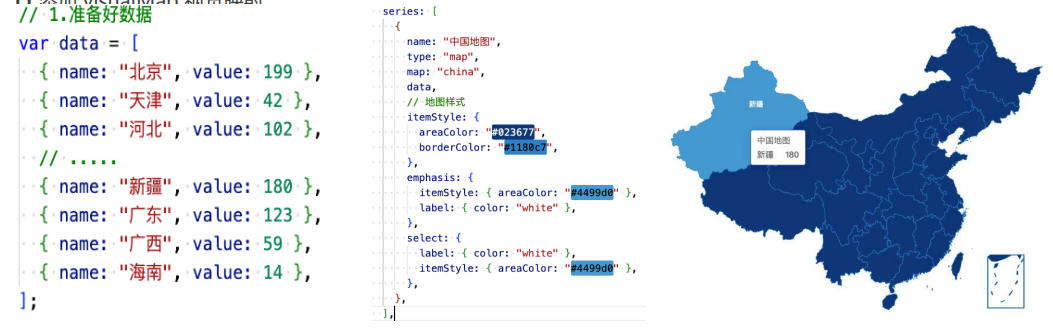 // 1.准备好数据
var data = [
{ name: "北京", value: 199 },
{ name: "天津", value: 42 },
{ name: "河北", value: 102 },
// .....
{ name: "新疆", value: 180 },
{ name: "广东", value: 123 },
{ name: "广西", value: 59 },
{ name: "海南", value: 14 },
];
series: [
{
name: "中国地图",
type: "map",
map: "china",
data,
// 地图样式
itemStyle: {
areaColor: "#023677",
borderColor: "#1180c7",
},
emphasis: {
itemStyle: { areaColor: "#4499d0" },
label: { color: "white" },
},
select: {
label: { color: "white" },
itemStyle: { areaColor: "#4499d0" },
},
},
],
新疆
中国地图
新疆 180